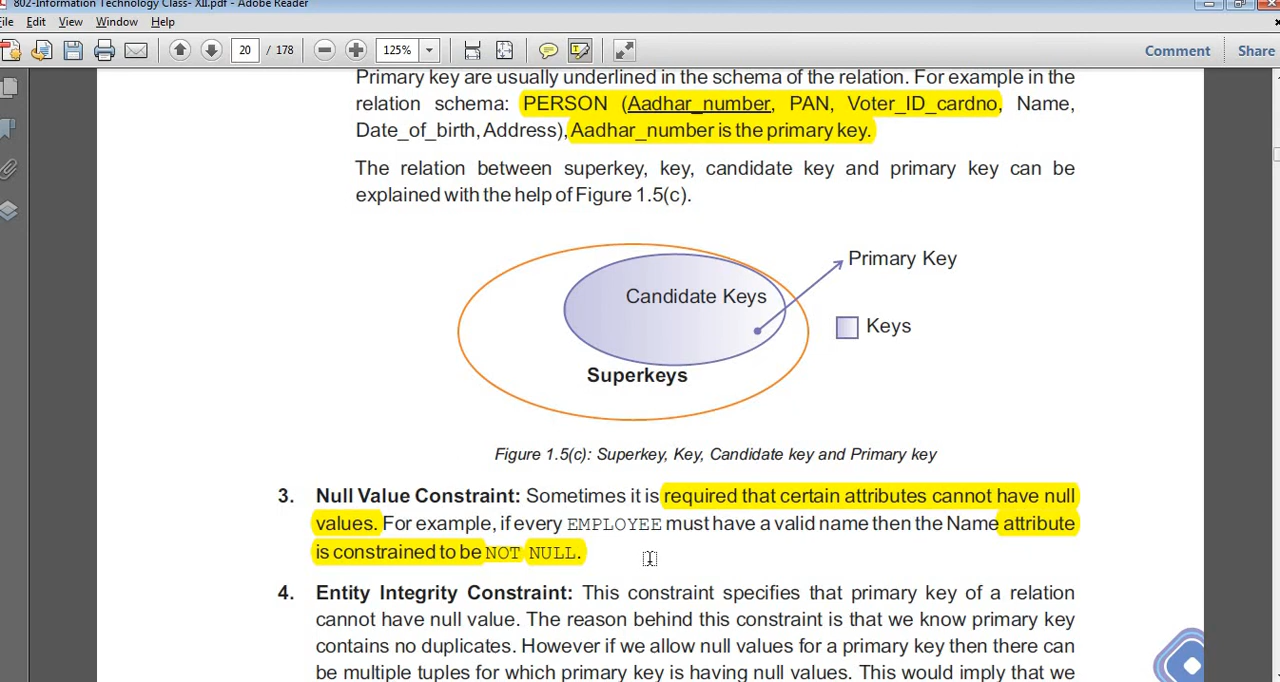 802-Information Technology Class- XII.pdf - Adobe Reader
File Edit View Window Help
20 / 178 125% Comment Share
Primary key are usually underlined in the schema of the relation. For example in the
relation schema: PERSON (Aadhar_number, PAN, Voter_ID_cardno, Name,
Date_of_birth, Address), Aadhar_number is the primary key.
The relation between superkey, key, candidate key and primary key can be
explained with the help of Figure 1.5(c).
Primary Key
Candidate Keys
Keys
Superkeys
Figure 1.5(c): Superkey, Key, Candidate key and Primary key
3. Null Value Constraint: Sometimes it is required that certain attributes cannot have null
values. For example, if every EMPLOYEE must have a valid name then the Name attribute
is constrained to be NOT NULL.
4. Entity Integrity Constraint: This constraint specifies that primary key of a relation
cannot have null value. The reason behind this constraint is that we know primary key
contains no duplicates. However if we allow null values for a primary key then there can
be multiple tuples for which primary key is having null values. This would imply that we